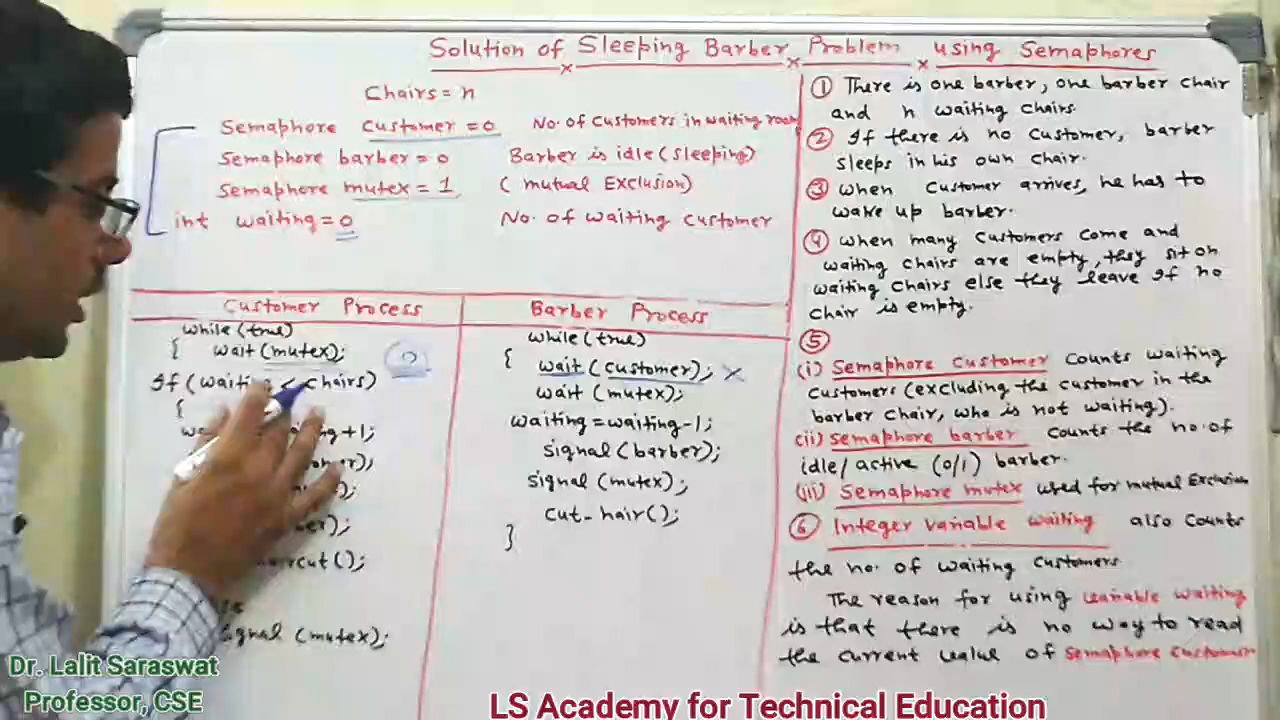 Solution of Sleeping Barber Problem using Semaphores
Chairs = n
Semaphore customer = 0 No. of customers in waiting room
Semaphore barber = 0 Barber is idle (sleeping)
Semaphore mutex = 1 (mutual Exclusion)
int waiting = 0 No. of waiting customer
Customer Process
while (true)
{ wait (mutex); 0
If (waiting < chairs)
{
+1;
);
);
);
cut();
signal (mutex);
Barber Process
while (true)
{ wait (customer); x
wait (mutex);
waiting = waiting-1;
signal (barber);
signal (mutex);
cut_hair();
}
① There is one barber, one barber chair
and n waiting chairs.
② If there is no customer, barber
sleeps in his own chair.
③ when customer arrives, he has to
wake up barber.
④ when many customers come and
waiting chairs are empty, they sit on
waiting chairs else they leave if no
chair is empty.
⑤
(i) Semaphore customer counts waiting
customers (excluding the customer in the
barber chair, who is not waiting).
(ii) Semaphore barber counts the no. of
idle/active (0/1) barber.
(iii) Semaphore mutex used for mutual Exclusion
⑥ Integer variable waiting also counts
the no. of waiting customers.
The reason for using variable waiting
is that there is no way to read
the current value of semaphore customer
Dr. Lalit Saraswat
Professor, CSE
LS Academy for Technical Education